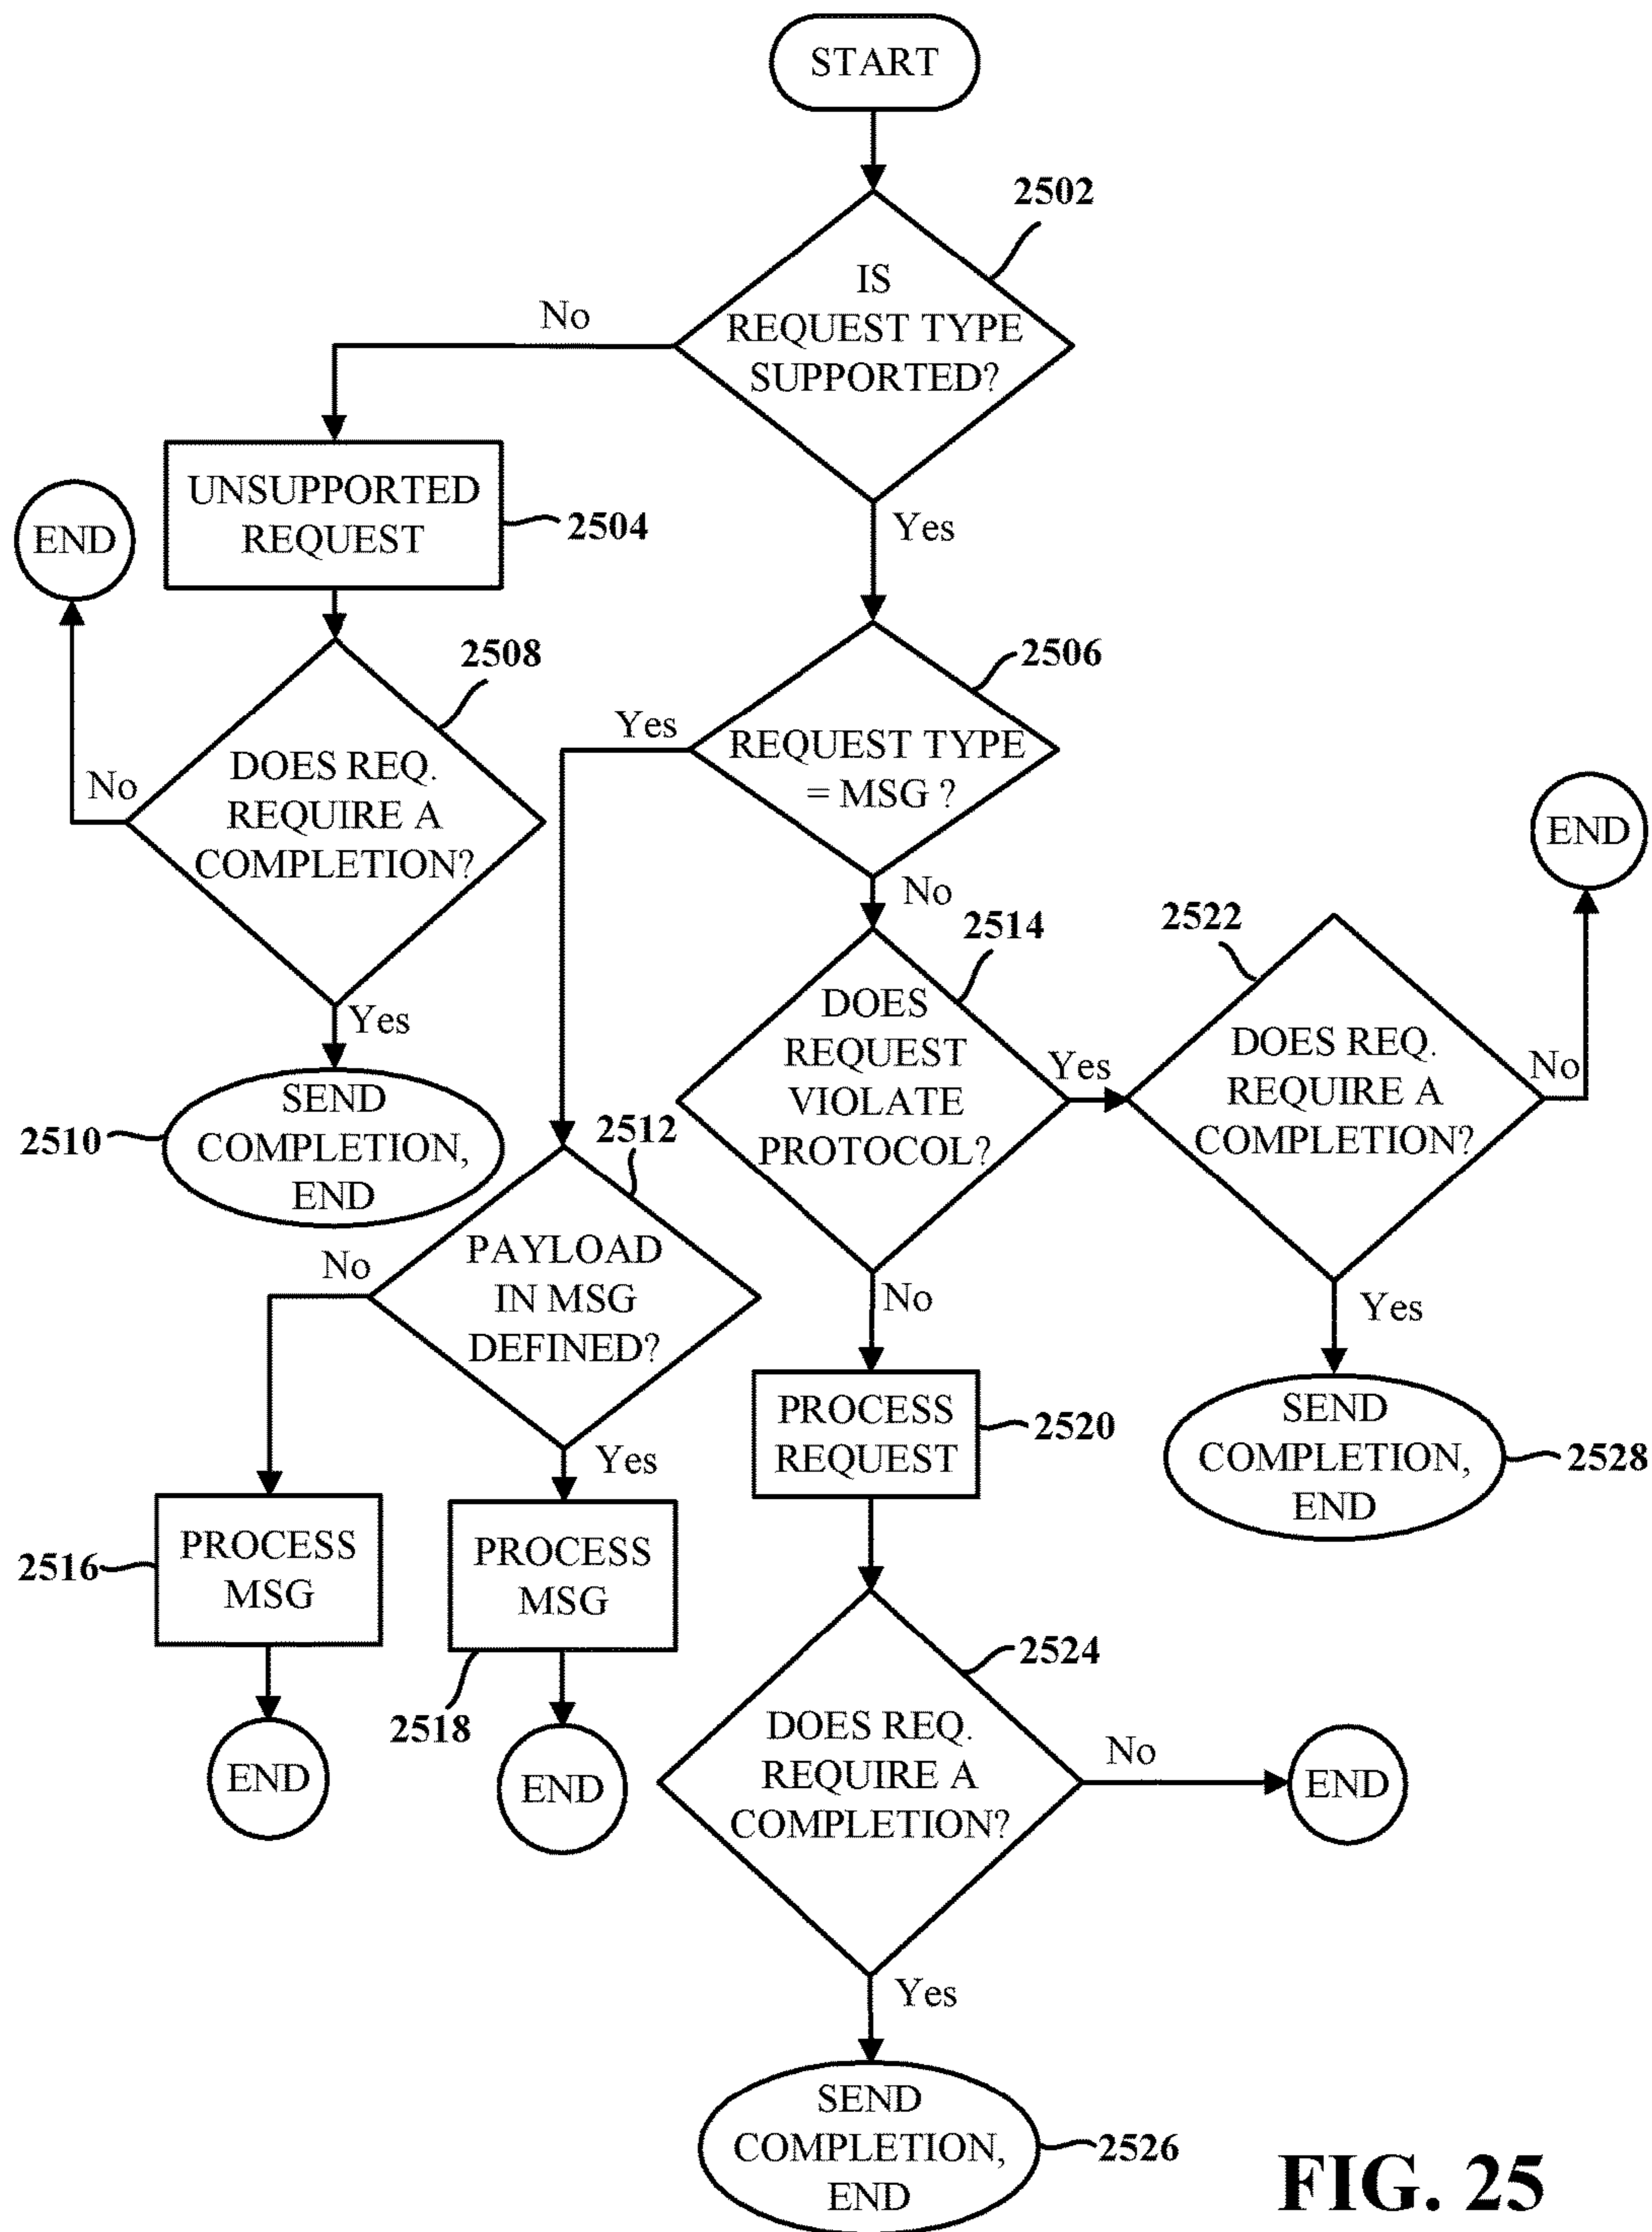 START
2502
IS
REQUEST TYPE
SUPPORTED?
No
Yes
UNSUPPORTED
REQUEST
2504
END
2508
DOES REQ.
REQUIRE A
COMPLETION?
No
Yes
SEND
COMPLETION,
END
2510
2506
REQUEST TYPE
= MSG ?
Yes
No
2512
PAYLOAD
IN MSG
DEFINED?
No
Yes
PROCESS
MSG
2516
END
PROCESS
MSG
2518
END
2514
DOES
REQUEST
VIOLATE
PROTOCOL?
Yes
No
2522
DOES REQ.
REQUIRE A
COMPLETION?
No
END
Yes
SEND
COMPLETION,
END
2528
PROCESS
REQUEST
2520
2524
DOES REQ.
REQUIRE A
COMPLETION?
No
END
Yes
SEND
COMPLETION,
END
2526
FIG. 25